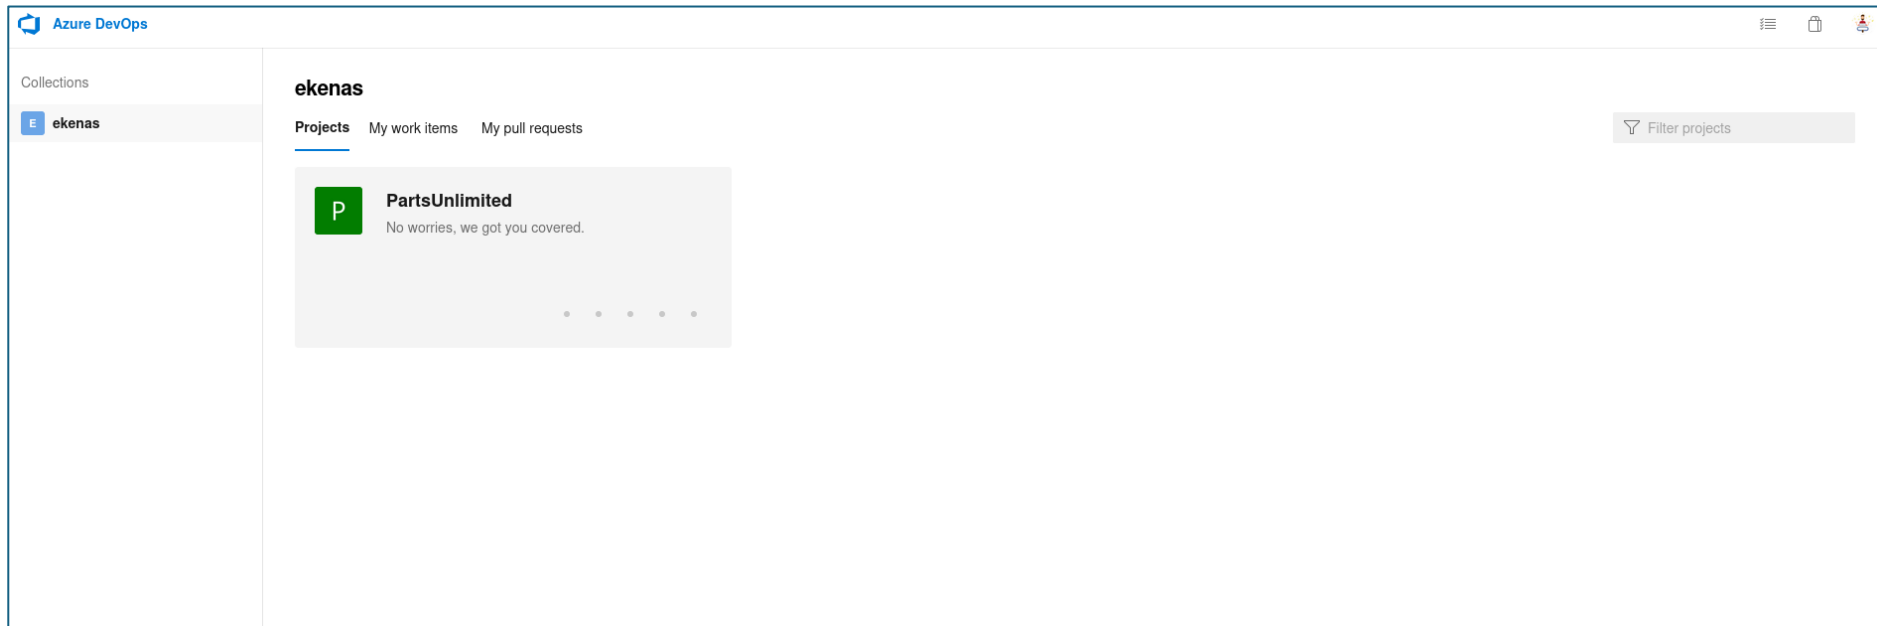 Azure DevOps
Collections
E ekenas
ekenas
Projects My work items My pull requests
Filter projects
P
PartsUnlimited
No worries, we got you covered.